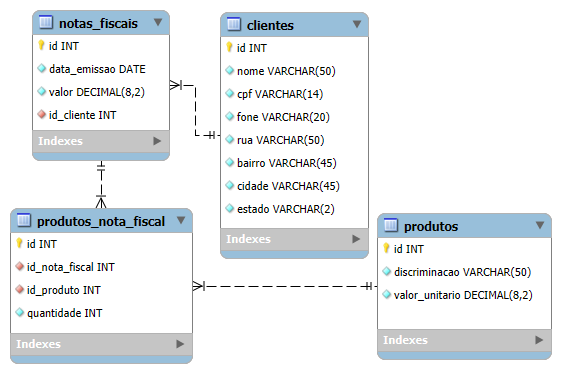 notas_fiscais
id INT
data_emissao DATE
valor DECIMAL(8,2)
id_cliente INT
Indexes
clientes
id INT
nome VARCHAR(50)
cpf VARCHAR(14)
fone VARCHAR(20)
rua VARCHAR(50)
bairro VARCHAR(45)
cidade VARCHAR(45)
estado VARCHAR(2)
Indexes
produtos_nota_fiscal
id INT
id_nota_fiscal INT
id_produto INT
quantidade INT
Indexes
produtos
id INT
discriminacao VARCHAR(50)
valor_unitario DECIMAL(8,2)
Indexes